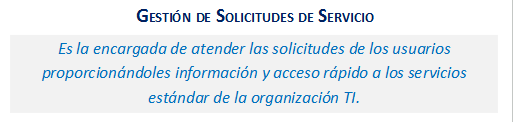 GESTIÓN DE SOLICITUDES DE SERVICIO
Es la encargada de atender las solicitudes de los usuarios
proporcionándoles información y acceso rápido a los servicios
estándar de la organización TI.